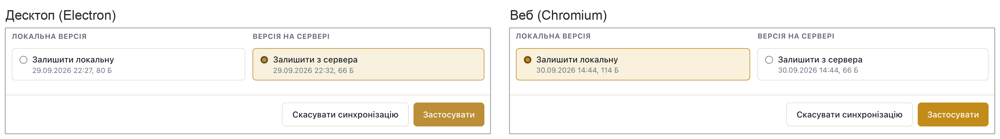 Десктоп (Electron)
ЛОКАЛЬНА ВЕРСІЯ
ВЕРСІЯ НА СЕРВЕРІ
Залишити локальну
29.09.2026 22:27, 80 Б
Залишити з сервера
29.09.2026 22:32, 66 Б
Скасувати синхронізацію
Застосувати
Веб (Chromium)
ЛОКАЛЬНА ВЕРСІЯ
ВЕРСІЯ НА СЕРВЕРІ
Залишити локальну
30.09.2026 14:44, 114 Б
Залишити з сервера
30.09.2026 14:44, 66 Б
Скасувати синхронізацію
Застосувати